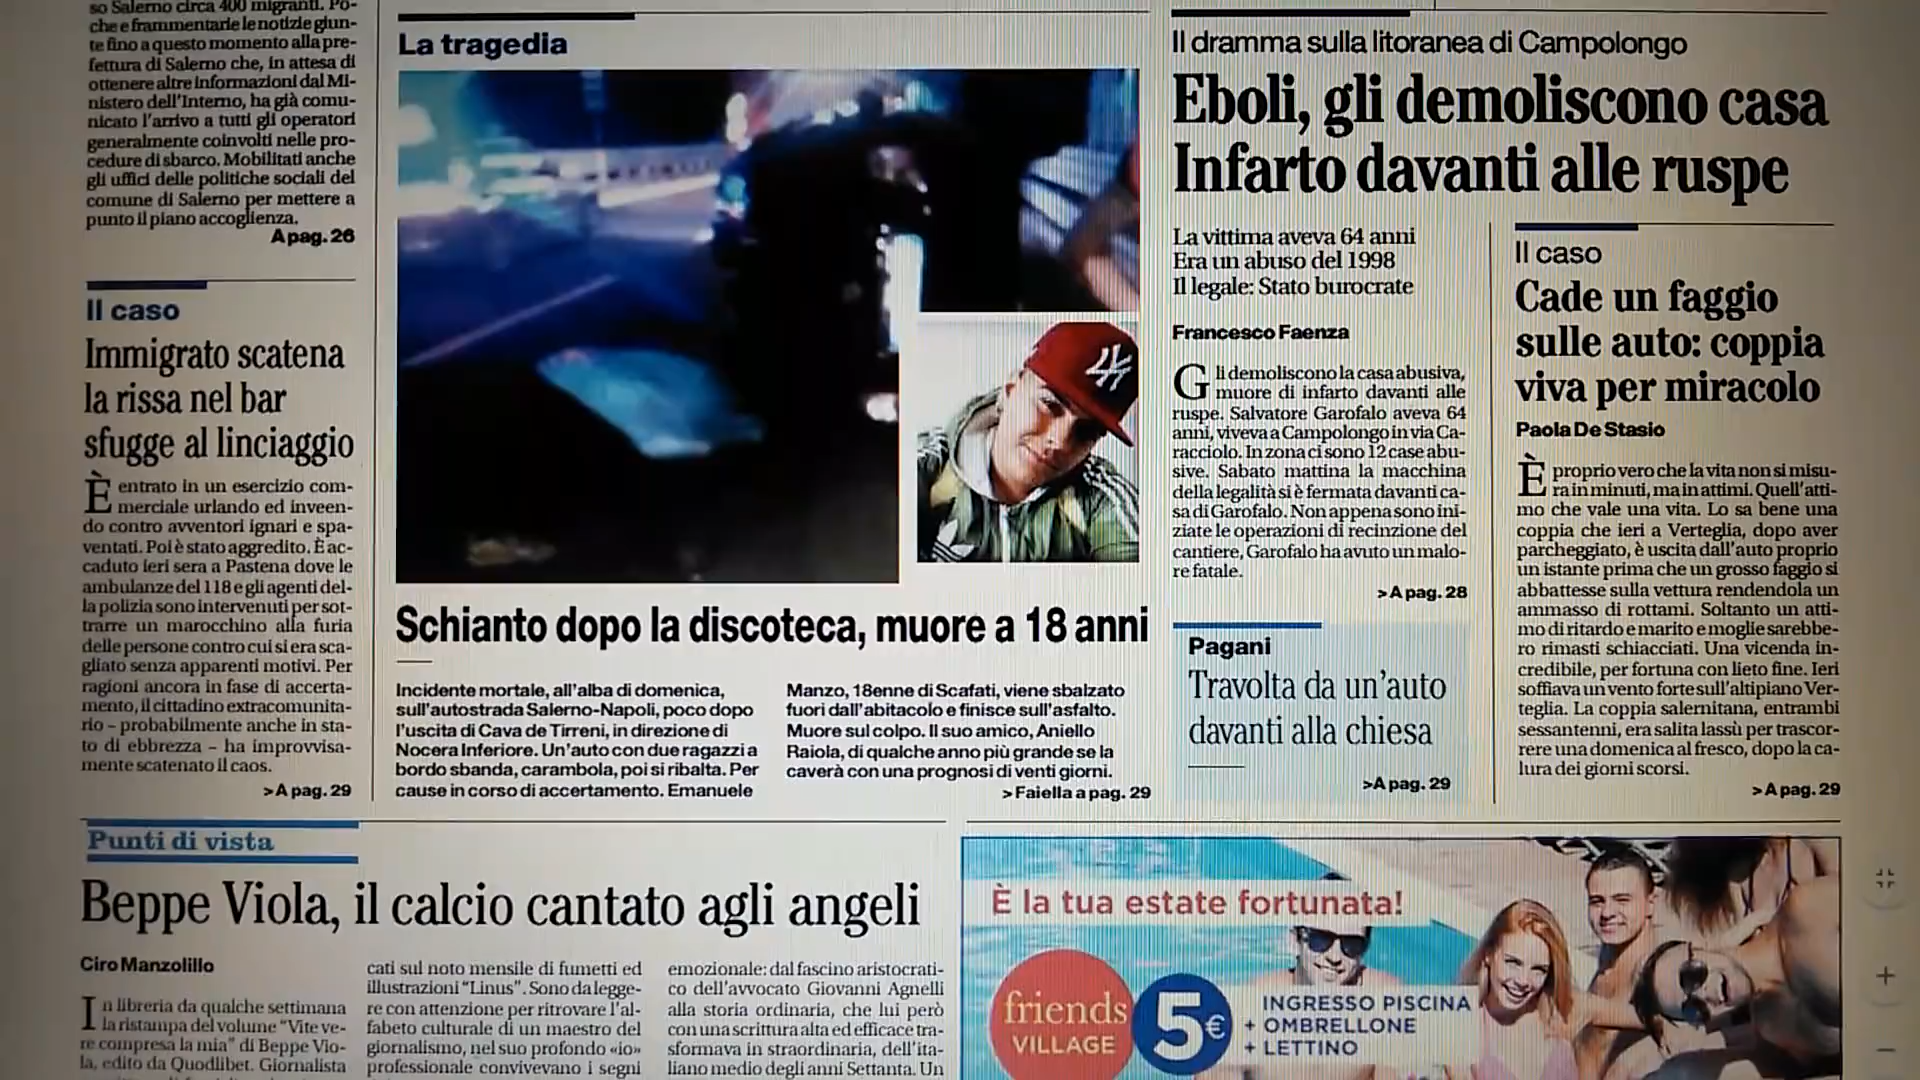 so Salerno circa 400 migranti. Po-
che e frammentarie le notizie giun-
te fino a questo momento alla pre-
fettura di Salerno che, in attesa di
ottenere altre informazioni dal Mi-
nistero dell'Interno, ha già comu-
nicato l'arrivo a tutti gli operatori
generalmente coinvolti nelle pro-
cedure di sbarco. Mobilitati anche
gli uffici delle politiche sociali del
comune di Salerno per mettere a
punto il piano accoglienza.
A pag. 26
Il caso
Immigrato scatena
la rissa nel bar
sfugge al linciaggio
È entrato in un esercizio com-
merciale urlando ed inveen-
do contro avventori ignari e spa-
ventati. Poi è stato aggredito. È ac-
caduto ieri sera a Pastena dove le
ambulanze del 118 e gli agenti del-
la polizia sono intervenuti per sot-
trarre un marocchino alla furia
delle persone contro cui si era sca-
gliato senza apparenti motivi. Per
ragioni ancora in fase di accerta-
mento, il cittadino extracomunita-
rio – probabilmente anche in sta-
to di ebbrezza – ha improvvisa-
mente scatenato il caos.
>A pag. 29
La tragedia
Schianto dopo la discoteca, muore a 18 anni
Incidente mortale, all'alba di domenica,
sull'autostrada Salerno-Napoli, poco dopo
l'uscita di Cava de Tirreni, in direzione di
Nocera Inferiore. Un'auto con due ragazzi a
bordo sbanda, carambola, poi si ribalta. Per
cause in corso di accertamento. Emanuele
Manzo, 18enne di Scafati, viene sbalzato
fuori dall'abitacolo e finisce sull'asfalto.
Muore sul colpo. Il suo amico, Aniello
Raiola, di qualche anno più grande se la
caverà con una prognosi di venti giorni.
>Faiella a pag. 29
Il dramma sulla litoranea di Campolongo
Eboli, gli demoliscono casa
Infarto davanti alle ruspe
La vittima aveva 64 anni
Era un abuso del 1998
Il legale: Stato burocrate
Francesco Faenza
Gli demoliscono la casa abusiva,
muore di infarto davanti alle
ruspe. Salvatore Garofalo aveva 64
anni, viveva a Campolongo in via Ca-
racciolo. In zona ci sono 12 case abu-
sive. Sabato mattina la macchina
della legalità si è fermata davanti ca-
sa di Garofalo. Non appena sono ini-
ziate le operazioni di recinzione del
cantiere, Garofalo ha avuto un malo-
re fatale.
>A pag. 28
Pagani
Travolta da un'auto
davanti alla chiesa
>A pag. 29
Il caso
Cade un faggio
sulle auto: coppia
viva per miracolo
Paola De Stasio
È proprio vero che la vita non si misu-
ra in minuti, ma in attimi. Quell'atti-
mo che vale una vita. Lo sa bene una
coppia che ieri a Verteglia, dopo aver
parcheggiato, è uscita dall'auto proprio
un istante prima che un grosso faggio si
abbattesse sulla vettura rendendola un
ammasso di rottami. Soltanto un atti-
mo di ritardo e marito e moglie sarebbe-
ro rimasti schiacciati. Una vicenda in-
credibile, per fortuna con lieto fine. Ieri
soffiava un vento forte sull'altipiano Ver-
teglia. La coppia salernitana, entrambi
sessantenni, era salita lassù per trascor-
rere una domenica al fresco, dopo la ca-
lura dei giorni scorsi.
>A pag. 29
Punti di vista
Beppe Viola, il calcio cantato agli angeli
Ciro Manzolillo
In libreria da qualche settimana
la ristampa del volume "Vite ve-
re compresa la mia" di Beppe Vio-
la, edito da Quodlibet. Giornalista
cati sul noto mensile di fumetti ed
illustrazioni "Linus". Sono da legge-
re con attenzione per ritrovare l'al-
fabeto culturale di un maestro del
giornalismo, nel suo profondo «io»
professionale convivevano i segni
emozionale: dal fascino aristocrati-
co dell'avvocato Giovanni Agnelli
alla storia ordinaria, che lui però
con una scrittura alta ed efficace tra-
sformava in straordinaria, dell'ita-
liano medio degli anni Settanta. Un
È la tua estate fortunata!
friends
VILLAGE
5€
INGRESSO PISCINA
+ OMBRELLONE
+ LETTINO